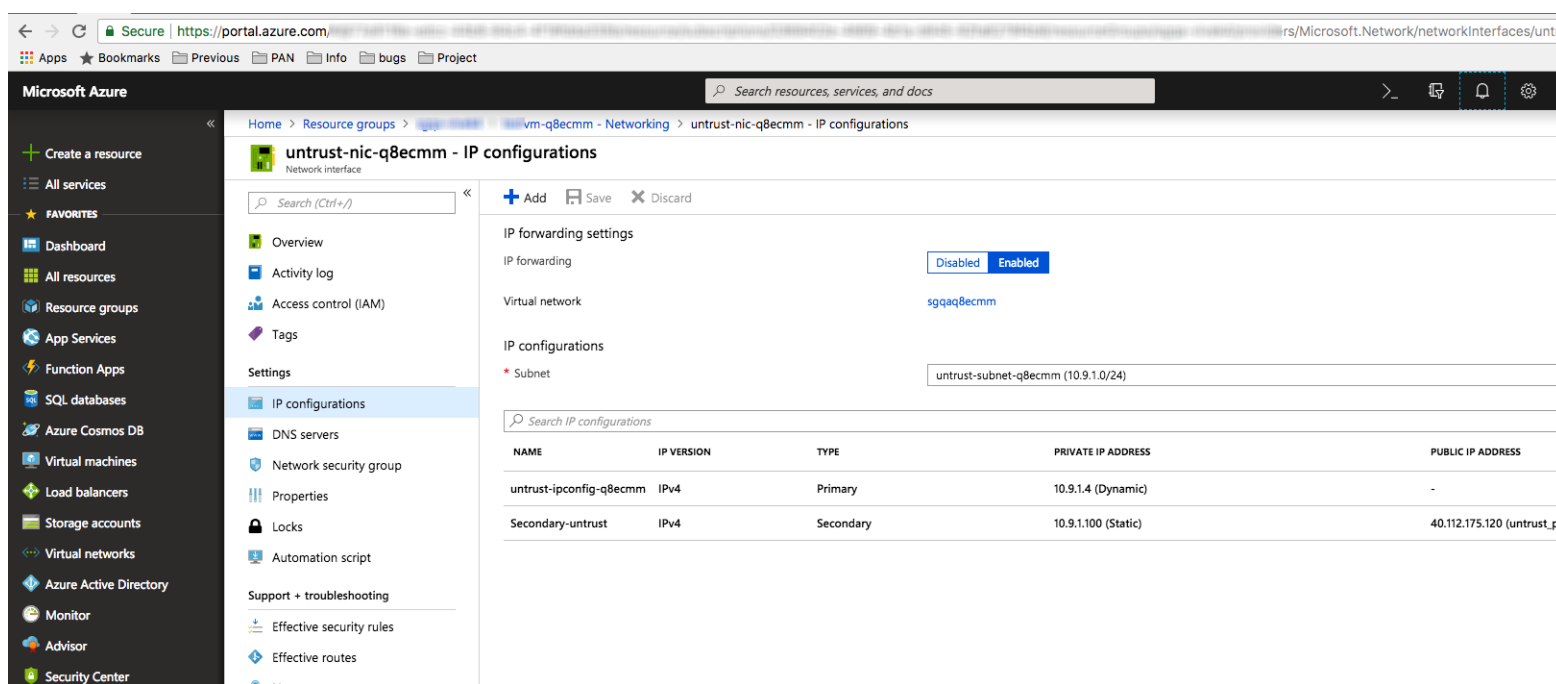 Secure | https://portal.azure.com/ rs/Microsoft.Network/networkInterfaces/unt
Apps Bookmarks Previous PAN Info bugs Project
Microsoft Azure
Search resources, services, and docs
Create a resource
All services
FAVORITES
Dashboard
All resources
Resource groups
App Services
Function Apps
SQL databases
Azure Cosmos DB
Virtual machines
Load balancers
Storage accounts
Virtual networks
Azure Active Directory
Monitor
Advisor
Security Center
Home > Resource groups > vm-q8ecmm - Networking > untrust-nic-q8ecmm - IP configurations
untrust-nic-q8ecmm - IP configurations
Network interface
Search (Ctrl+/)
Overview
Activity log
Access control (IAM)
Tags
Settings
IP configurations
DNS servers
Network security group
Properties
Locks
Automation script
Support + troubleshooting
Effective security rules
Effective routes
Add Save Discard
IP forwarding settings
IP forwarding Disabled Enabled
Virtual network sgqaq8ecmm
IP configurations
* Subnet untrust-subnet-q8ecmm (10.9.1.0/24)
Search IP configurations
NAME IP VERSION TYPE PRIVATE IP ADDRESS PUBLIC IP ADDRESS
untrust-ipconfig-q8ecmm IPv4 Primary 10.9.1.4 (Dynamic) -
Secondary-untrust IPv4 Secondary 10.9.1.100 (Static) 40.112.175.120 (untrust_p